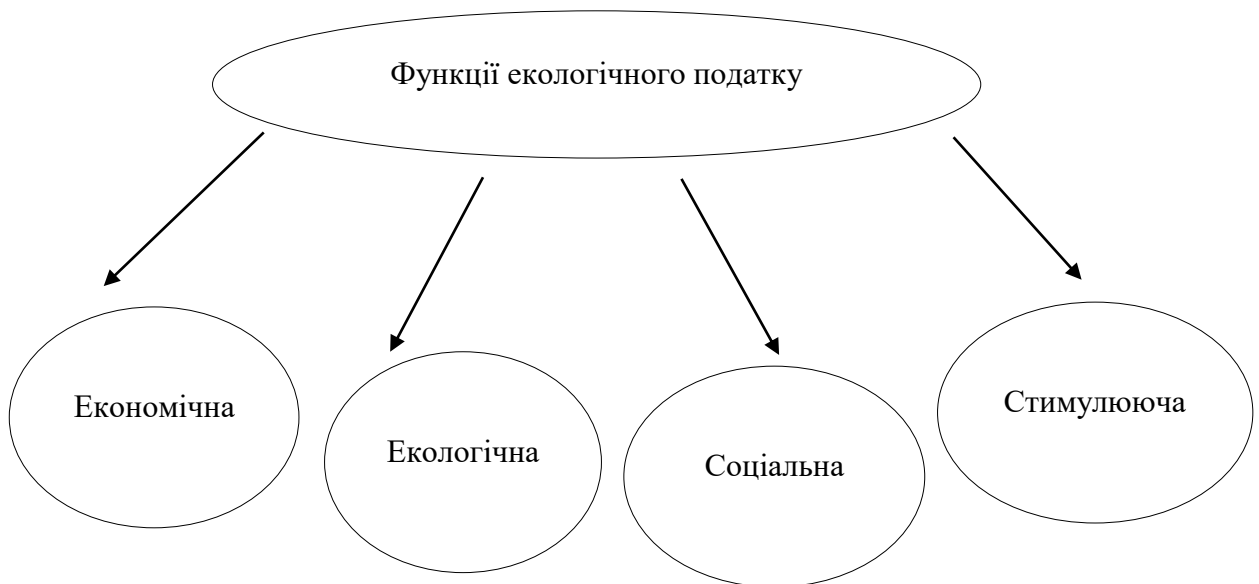 Функції екологічного податку
Економічна
Екологічна
Соціальна
Стимулююча